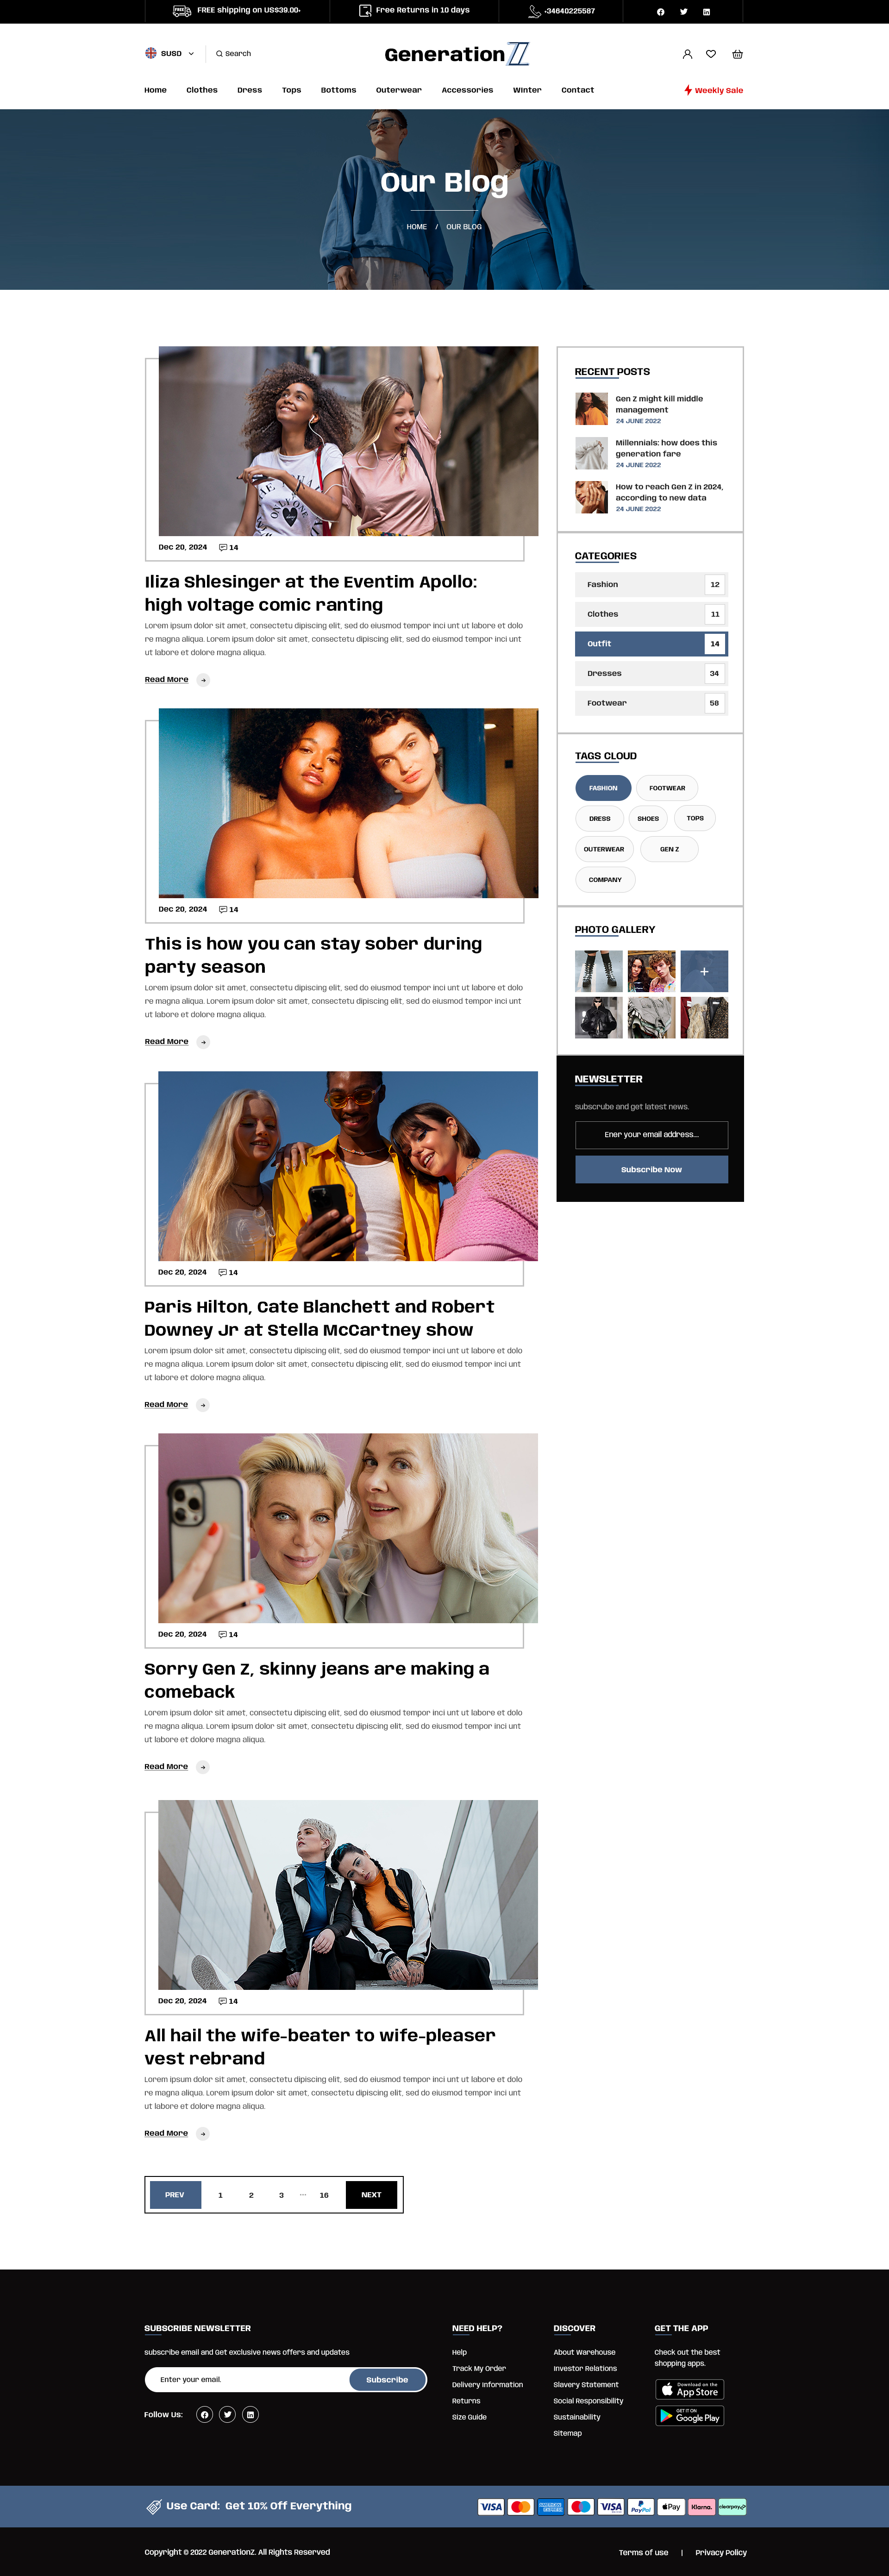 FREE shipping on US$39.00+
Free Returns in 10 days
+34640225587
$USD
Search
GenerationZ
Home
Clothes
Dress
Tops
Bottoms
Outerwear
Accessories
Winter
Contact
Weekly Sale
Our Blog
HOME / OUR BLOG
Dec 20, 2024 14
Iliza Shlesinger at the Eventim Apollo:
high voltage comic ranting
Lorem ipsum dolor sit amet, consectetu dipiscing elit, sed do eiusmod tempor inci unt ut labore et dolo
re magna aliqua. Lorem ipsum dolor sit amet, consectetu dipiscing elit, sed do eiusmod tempor inci unt
ut labore et dolore magna aliqua.
Read More
Dec 20, 2024 14
This is how you can stay sober during
party season
Lorem ipsum dolor sit amet, consectetu dipiscing elit, sed do eiusmod tempor inci unt ut labore et dolo
re magna aliqua. Lorem ipsum dolor sit amet, consectetu dipiscing elit, sed do eiusmod tempor inci unt
ut labore et dolore magna aliqua.
Read More
Dec 20, 2024 14
Paris Hilton, Cate Blanchett and Robert
Downey Jr at Stella McCartney show
Lorem ipsum dolor sit amet, consectetu dipiscing elit, sed do eiusmod tempor inci unt ut labore et dolo
re magna aliqua. Lorem ipsum dolor sit amet, consectetu dipiscing elit, sed do eiusmod tempor inci unt
ut labore et dolore magna aliqua.
Read More
Dec 20, 2024 14
Sorry Gen Z, skinny jeans are making a
comeback
Lorem ipsum dolor sit amet, consectetu dipiscing elit, sed do eiusmod tempor inci unt ut labore et dolo
re magna aliqua. Lorem ipsum dolor sit amet, consectetu dipiscing elit, sed do eiusmod tempor inci unt
ut labore et dolore magna aliqua.
Read More
Dec 20, 2024 14
All hail the wife-beater to wife-pleaser
vest rebrand
Lorem ipsum dolor sit amet, consectetu dipiscing elit, sed do eiusmod tempor inci unt ut labore et dolo
re magna aliqua. Lorem ipsum dolor sit amet, consectetu dipiscing elit, sed do eiusmod tempor inci unt
ut labore et dolore magna aliqua.
Read More
PREV 1 2 3 ... 16 NEXT
RECENT POSTS
Gen Z might kill middle
management
24 JUNE 2022
Millennials: how does this
generation fare
24 JUNE 2022
How to reach Gen Z in 2024,
according to new data
24 JUNE 2022
CATEGORIES
Fashion 12
Clothes 11
Outfit 14
Dresses 34
Footwear 58
TAGS CLOUD
FASHION
FOOTWEAR
DRESS
SHOES
TOPS
OUTERWEAR
GEN Z
COMPANY
PHOTO GALLERY
+
NEWSLETTER
subscrube and get latest news.
Ener your email address...
Subscribe Now
SUBSCRIBE NEWSLETTER
subscribe email and Get exclusive news offers and updates
Enter your email.
Subscribe
Follow Us:
NEED HELP?
Help
Track My Order
Delivery Information
Returns
Size Guide
DISCOVER
About Warehouse
Investor Relations
Slavery Statement
Social Responsibility
Sustainability
Sitemap
GET THE APP
Check out the best
shopping apps.
Download on the
App Store
GET IT ON
Google Play
Use Card: Get 10% Off Everything
VISA
AMERICAN EXPRESS
VISA
PayPal
Pay
Klarna.
clearpay
Copyright © 2022 GenerationZ. All Rights Reserved
Terms of use | Privacy Policy